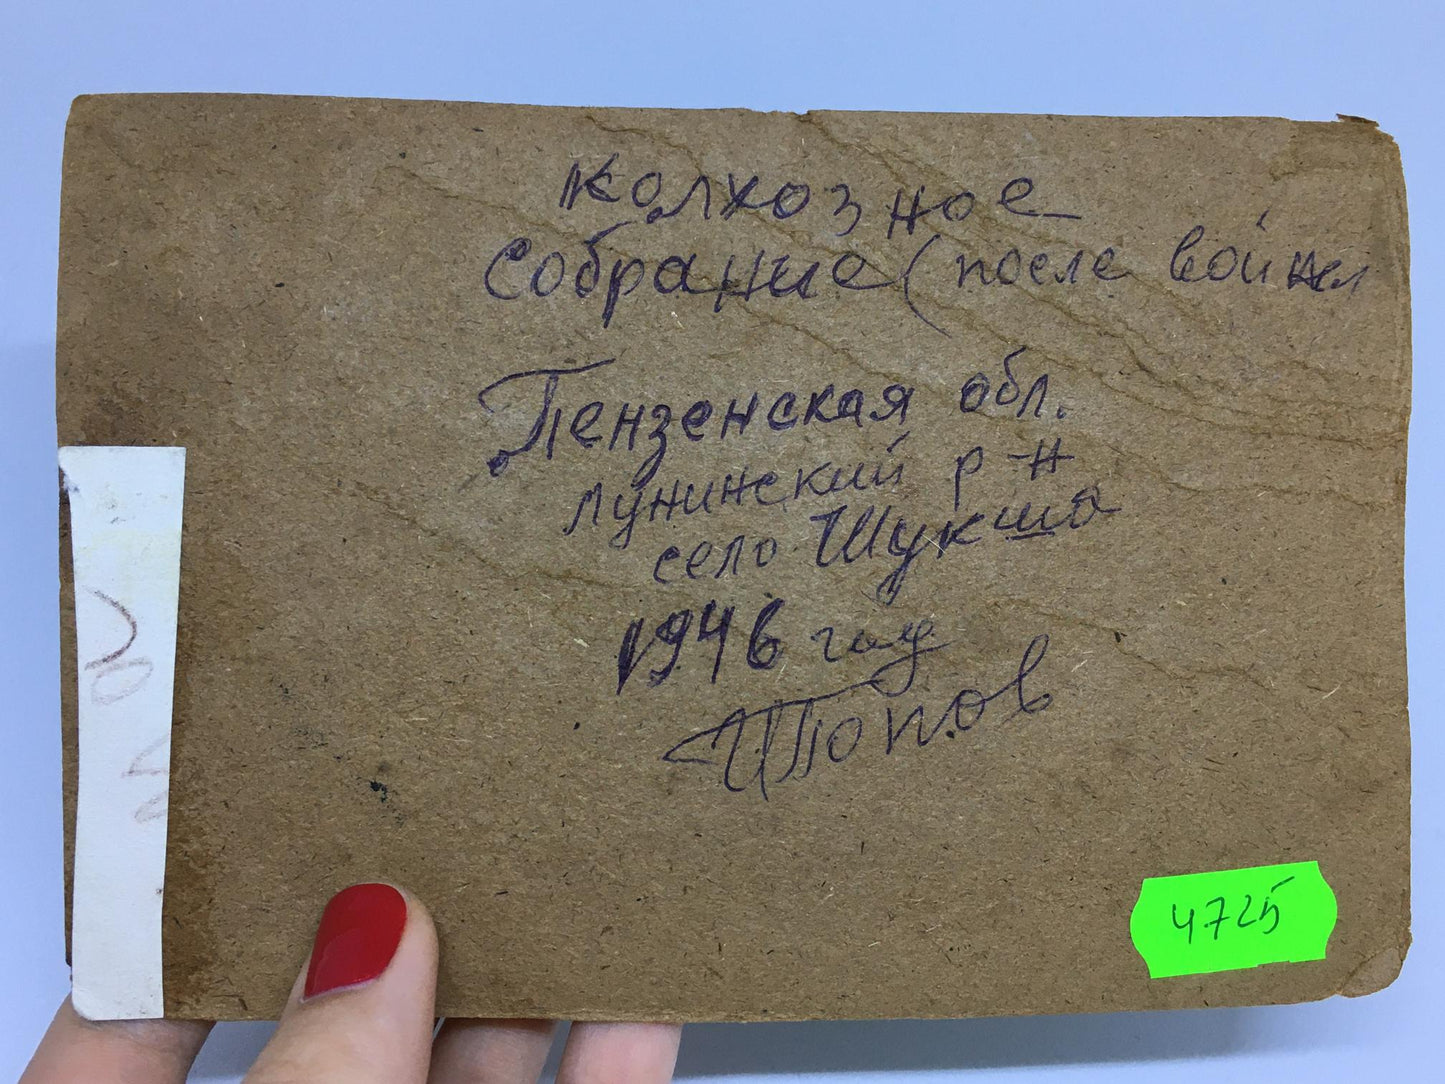 Колхозное
собрание (после войны
Пензенская обл.
Лунинский р-н
село Шукша
1946 год
Попов
4725